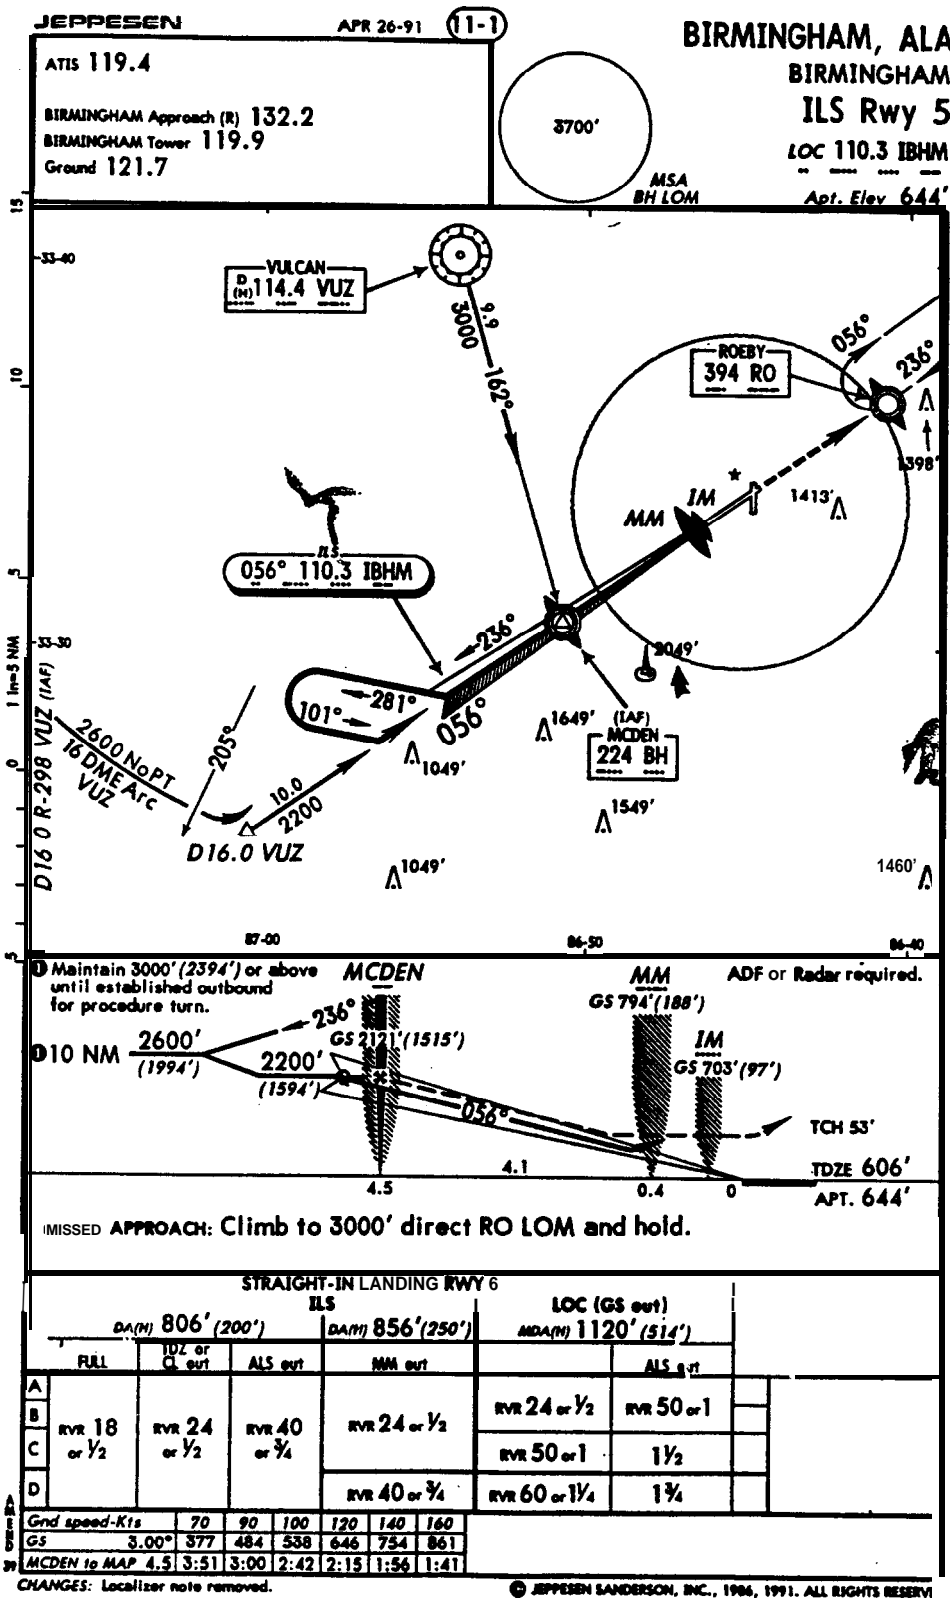 JEPPESEN APR 26-91 11-1
BIRMINGHAM, ALA
BIRMINGHAM
ILS Rwy 5
LOC 110.3 IBHM
Apt. Elev 644'
ATIS 119.4
BIRMINGHAM Approach (R) 132.2
BIRMINGHAM Tower 119.9
Ground 121.7
3700'
MSA
BH LOM
15
33-40
VULCAN
D
(H) 114.4 VUZ
9.9
3000
162°
056°
236°
ROEBY
394 RO
10
1398'
1413'
IM
MM
ILS
056° 110.3 IBHM
5
236°
33-30
2049'
281°
101°
056°
1649'
(IAF)
MCDEN
224 BH
1049'
1 In=5 NM
0
D16 0 R-298 VUZ (IAF)
2600 NoPT
16 DME Arc
VUZ
205°
10.0
2200
D16.0 VUZ
1549'
1049'
1460'
87-00 86-50 86-40
5
Maintain 3000' (2394') or above
until established outbound
for procedure turn.
MCDEN
MM
ADF or Radar required.
GS 794' (188')
236°
GS 2121' (1515')
IM
GS 703' (97')
10 NM 2600'
(1994')
2200'
(1594')
056°
TCH 53'
4.1
TDZE 606'
4.5 0.4 0
APT. 644'
MISSED APPROACH: Climb to 3000' direct RO LOM and hold.
STRAIGHT-IN LANDING RWY 6
ILS LOC (GS out)
DA(H) 806' (200') DA(H) 856' (250') MDA(H) 1120' (514')
FULL TDZ or CL out ALS out MM out ALS out
A
B
C
D
RVR 18 or ½ RVR 24 or ½ RVR 40 or ¾ RVR 24 or ½ RVR 24 or ½ RVR 50 or 1
RVR 50 or 1 1½
RVR 40 or ¾ RVR 60 or 1¼ 1¾
Gnd speed-Kts 70 90 100 120 140 160
GS 3.00° 377 484 538 646 754 861
MCDEN to MAP 4.5 3:51 3:00 2:42 2:15 1:56 1:41
AMEND 39
CHANGES: Localizer note removed.
© JEPPESEN SANDERSON, INC., 1986, 1991. ALL RIGHTS RESERV